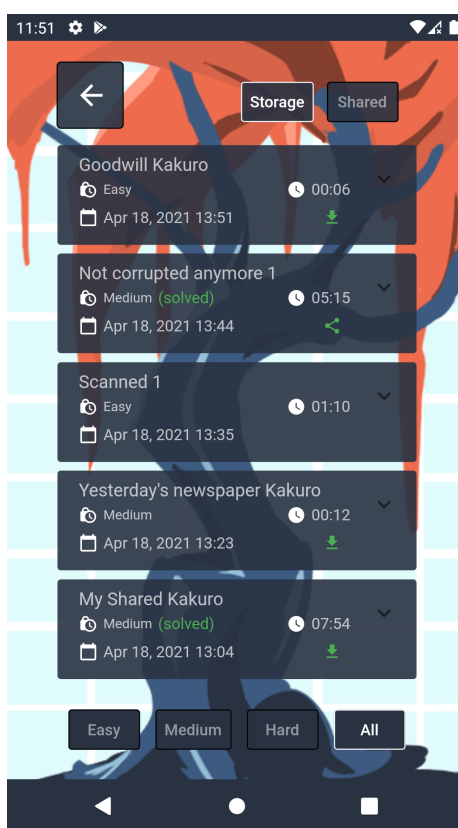 11:51
Storage Shared
Goodwill Kakuro
Easy 00:06
Apr 18, 2021 13:51
Not corrupted anymore 1
Medium (solved) 05:15
Apr 18, 2021 13:44
Scanned 1
Easy 01:10
Apr 18, 2021 13:35
Yesterday's newspaper Kakuro
Medium 00:12
Apr 18, 2021 13:23
My Shared Kakuro
Medium (solved) 07:54
Apr 18, 2021 13:04
Easy Medium Hard All